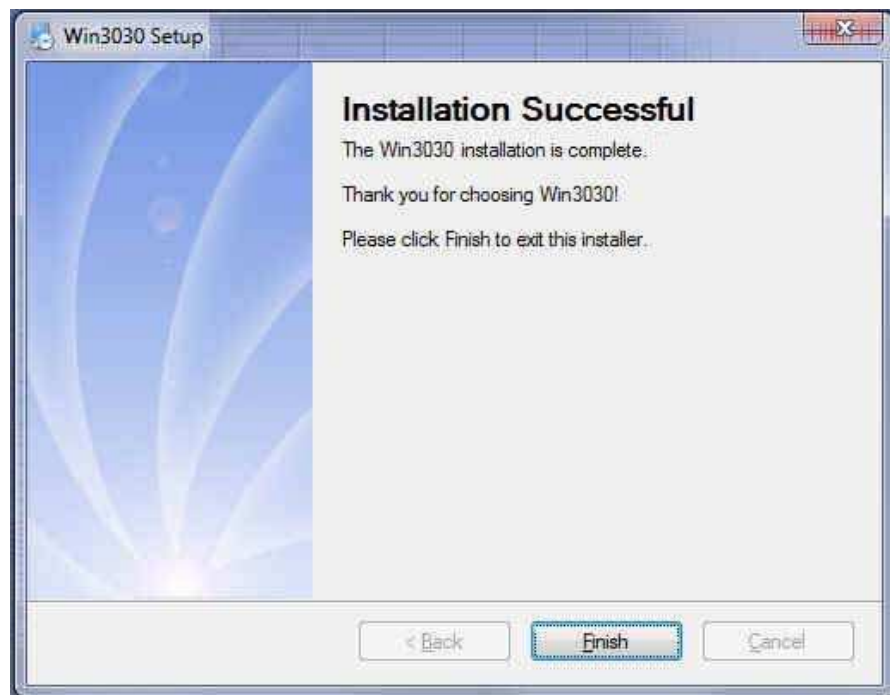 Win3030 Setup
Installation Successful
The Win3030 installation is complete.
Thank you for choosing Win3030!
Please click Finish to exit this installer.
< Back
Finish
Cancel